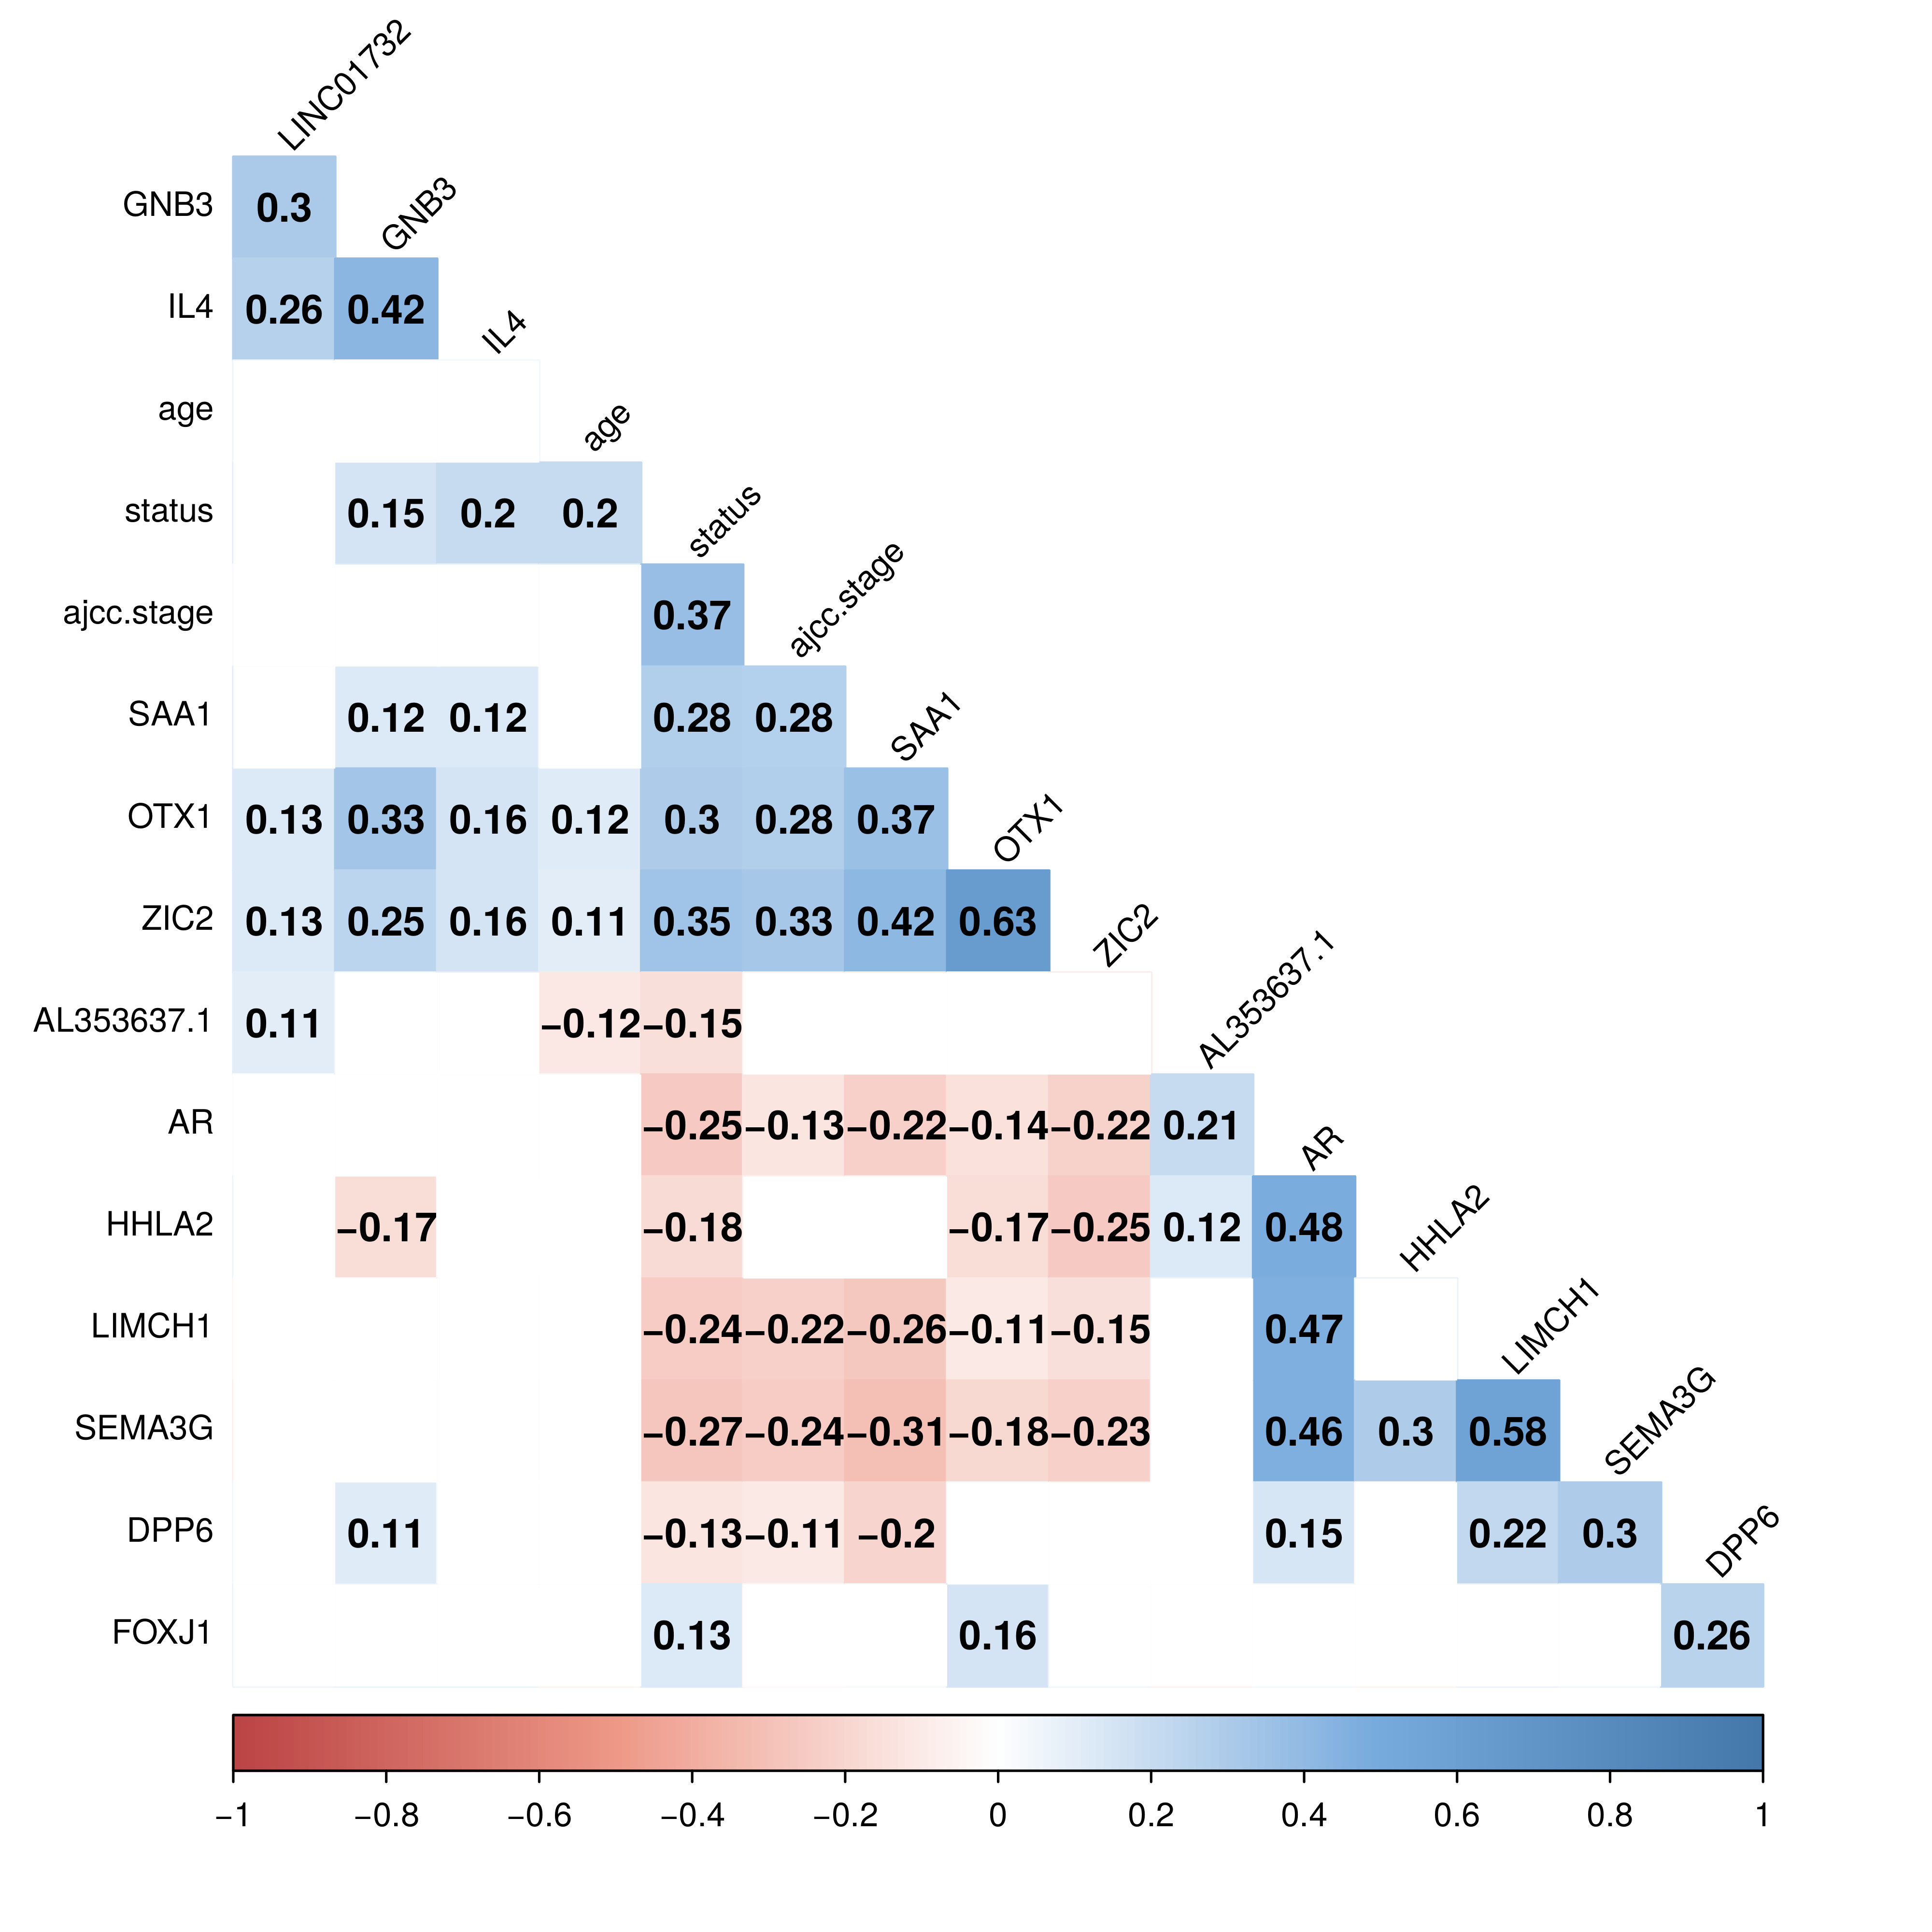 LINC01732
GNB3 0.3 GNB3
IL4 0.26 0.42 IL4
age age
status 0.15 0.2 0.2 status
ajcc.stage 0.37 ajcc.stage
SAA1 0.12 0.12 0.28 0.28 SAA1
OTX1 0.13 0.33 0.16 0.12 0.3 0.28 0.37 OTX1
ZIC2 0.13 0.25 0.16 0.11 0.35 0.33 0.42 0.63 ZIC2
AL353637.1 0.11 −0.12 −0.15 AL353637.1
AR −0.25 −0.13 −0.22 −0.14 −0.22 0.21 AR
HHLA2 −0.17 −0.18 −0.17 −0.25 0.12 0.48 HHLA2
LIMCH1 −0.24 −0.22 −0.26 −0.11 −0.15 0.47 LIMCH1
SEMA3G −0.27 −0.24 −0.31 −0.18 −0.23 0.46 0.3 0.58 SEMA3G
DPP6 0.11 −0.13 −0.11 −0.2 0.15 0.22 0.3 DPP6
FOXJ1 0.13 0.16 0.26
−1 −0.8 −0.6 −0.4 −0.2 0 0.2 0.4 0.6 0.8 1